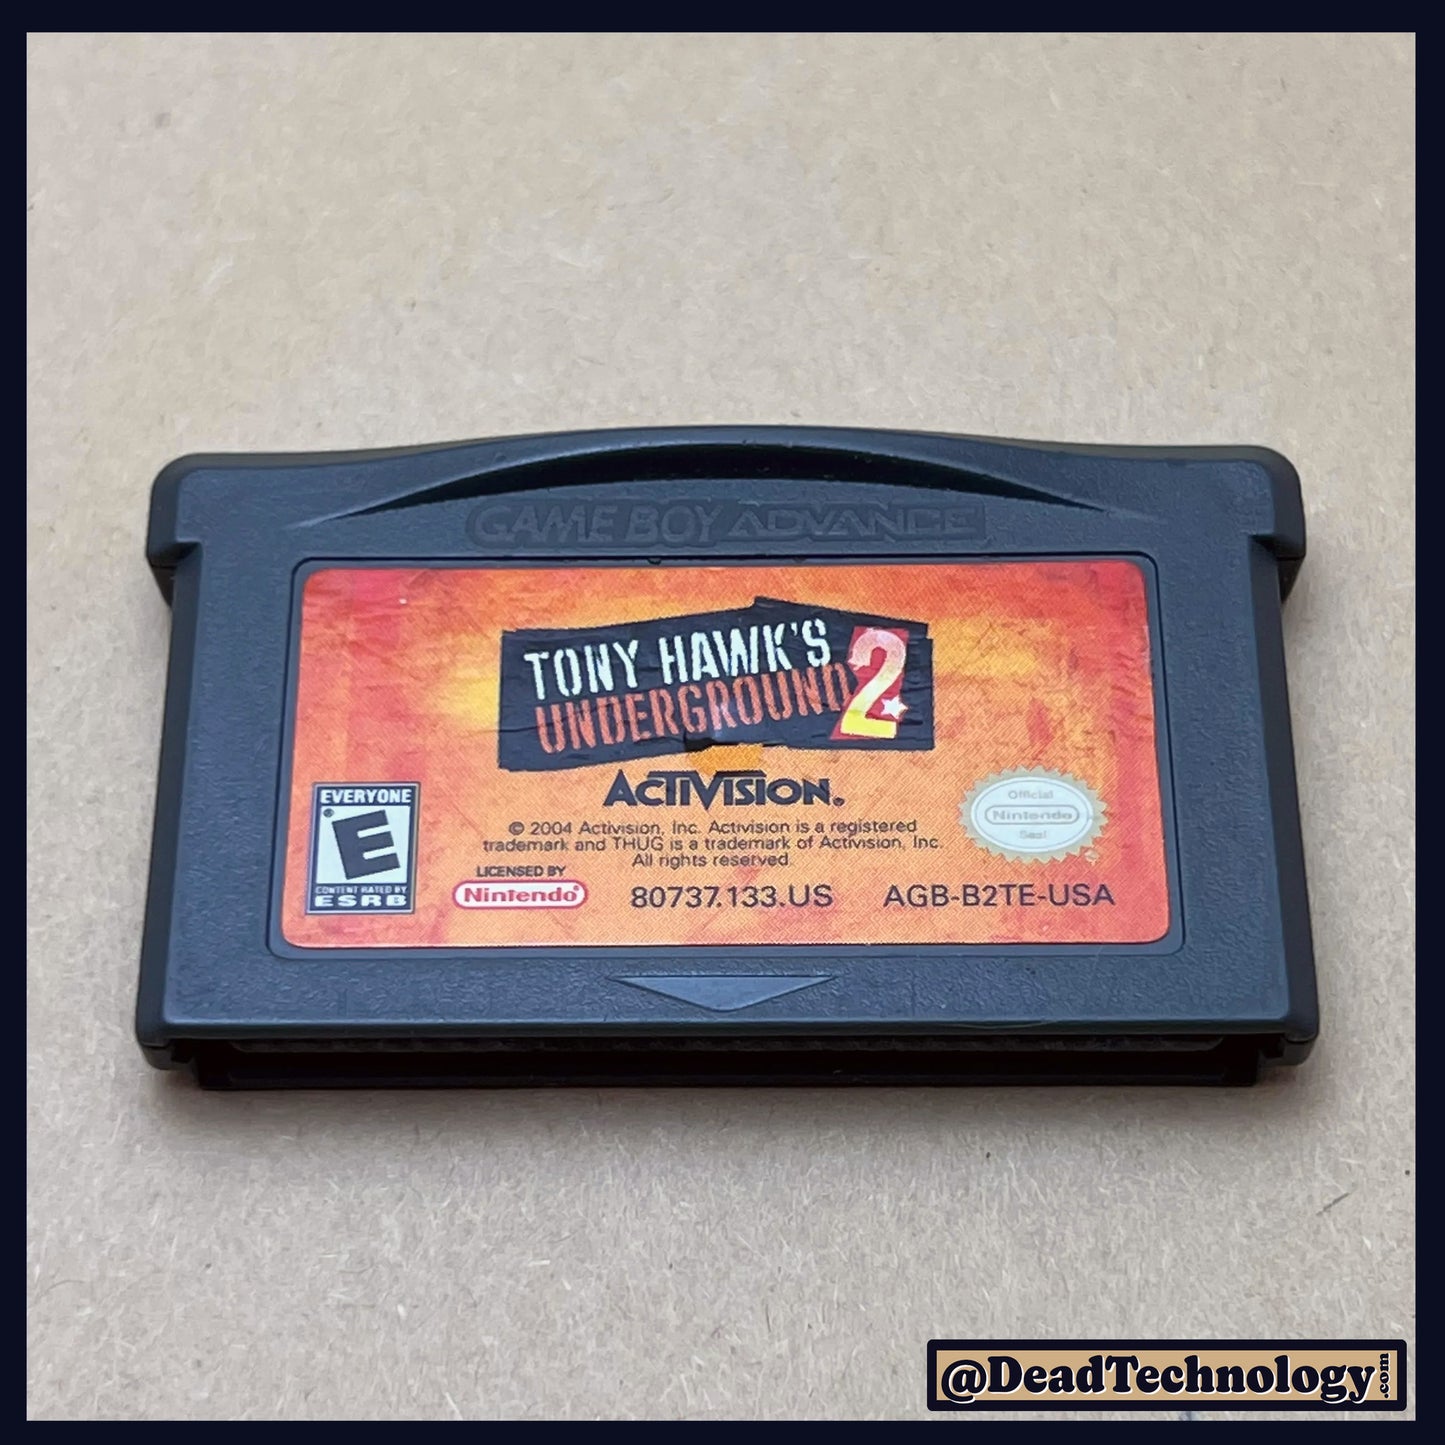 GAME BOY ADVANCE
TONY HAWK'S
UNDERGROUND 2
ACTIVISION®
EVERYONE
E
CONTENT RATED BY
ESRB
© 2004 Activision, Inc. Activision is a registered
trademark and THUG is a trademark of Activision, Inc.
All rights reserved.
LICENSED BY
Nintendo®
80737.133.US
AGB-B2TE-USA
Official
Nintendo
Seal
@DeadTechnology.com